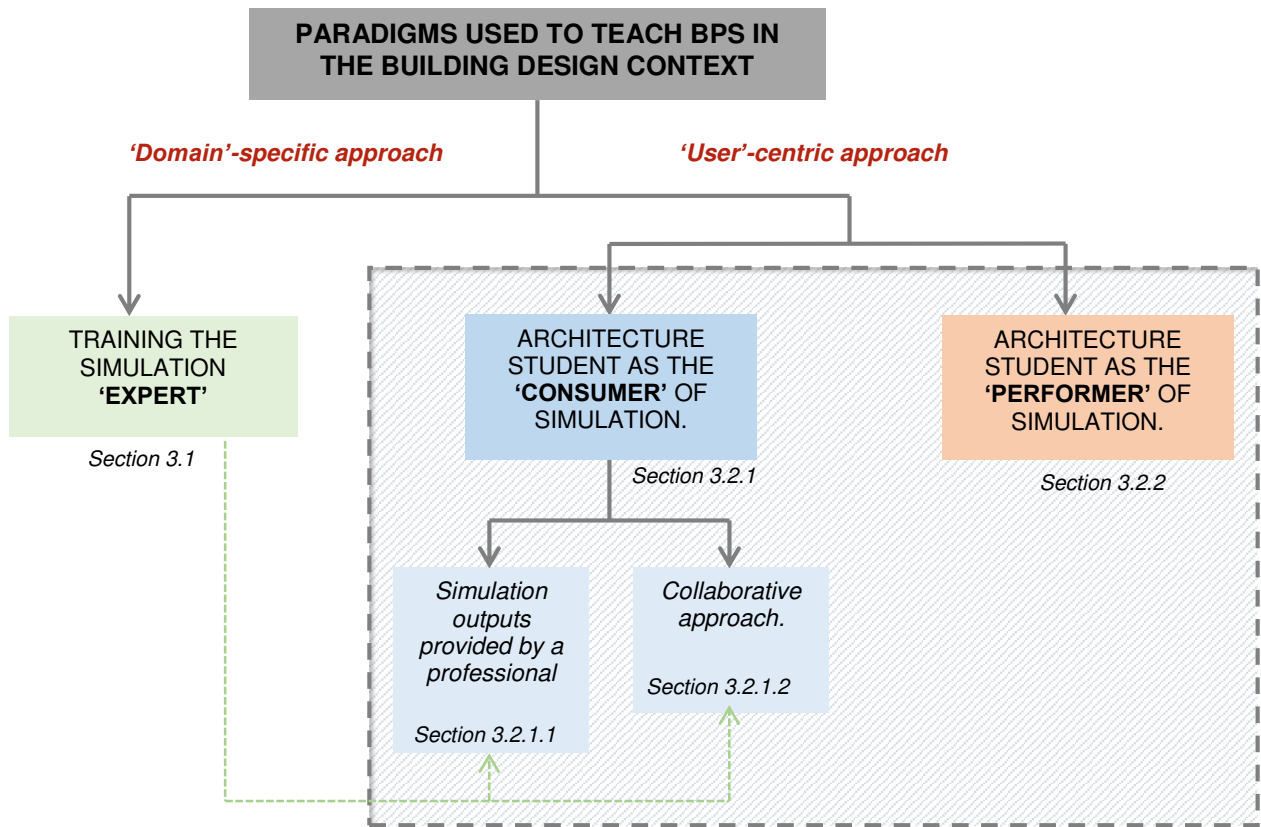 PARADIGMS USED TO TEACH BPS IN
THE BUILDING DESIGN CONTEXT
‘Domain’-specific approach
‘User’-centric approach
TRAINING THE
SIMULATION
‘EXPERT’
Section 3.1
ARCHITECTURE
STUDENT AS THE
‘CONSUMER’ OF
SIMULATION.
Section 3.2.1
ARCHITECTURE
STUDENT AS THE
‘PERFORMER’ OF
SIMULATION.
Section 3.2.2
Simulation
outputs
provided by a
professional
Section 3.2.1.1
Collaborative
approach.
Section 3.2.1.2